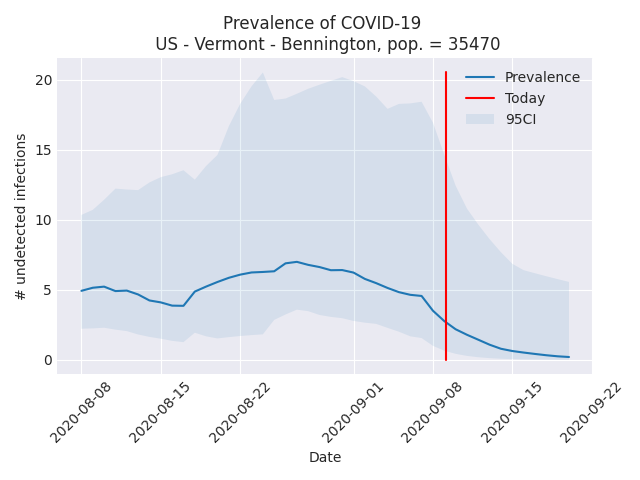 Prevalence of COVID-19
US - Vermont - Bennington, pop. = 35470
20
15
10
5
0
# undetected infections
Prevalence
Today
95CI
2020-08-08
2020-08-15
2020-08-22
2020-09-01
2020-09-08
2020-09-15
2020-09-22
Date